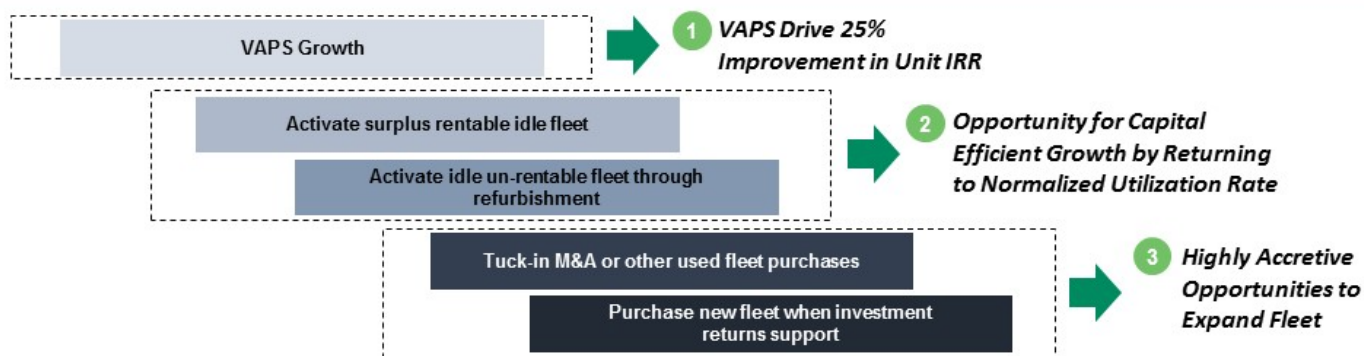 VAPS Growth
1
VAPS Drive 25%
Improvement in Unit IRR
Activate surplus rentable idle fleet
Activate idle un-rentable fleet through
refurbishment
2
Opportunity for Capital
Efficient Growth by Returning
to Normalized Utilization Rate
Tuck-in M&A or other used fleet purchases
Purchase new fleet when investment
returns support
3
Highly Accretive
Opportunities to
Expand Fleet